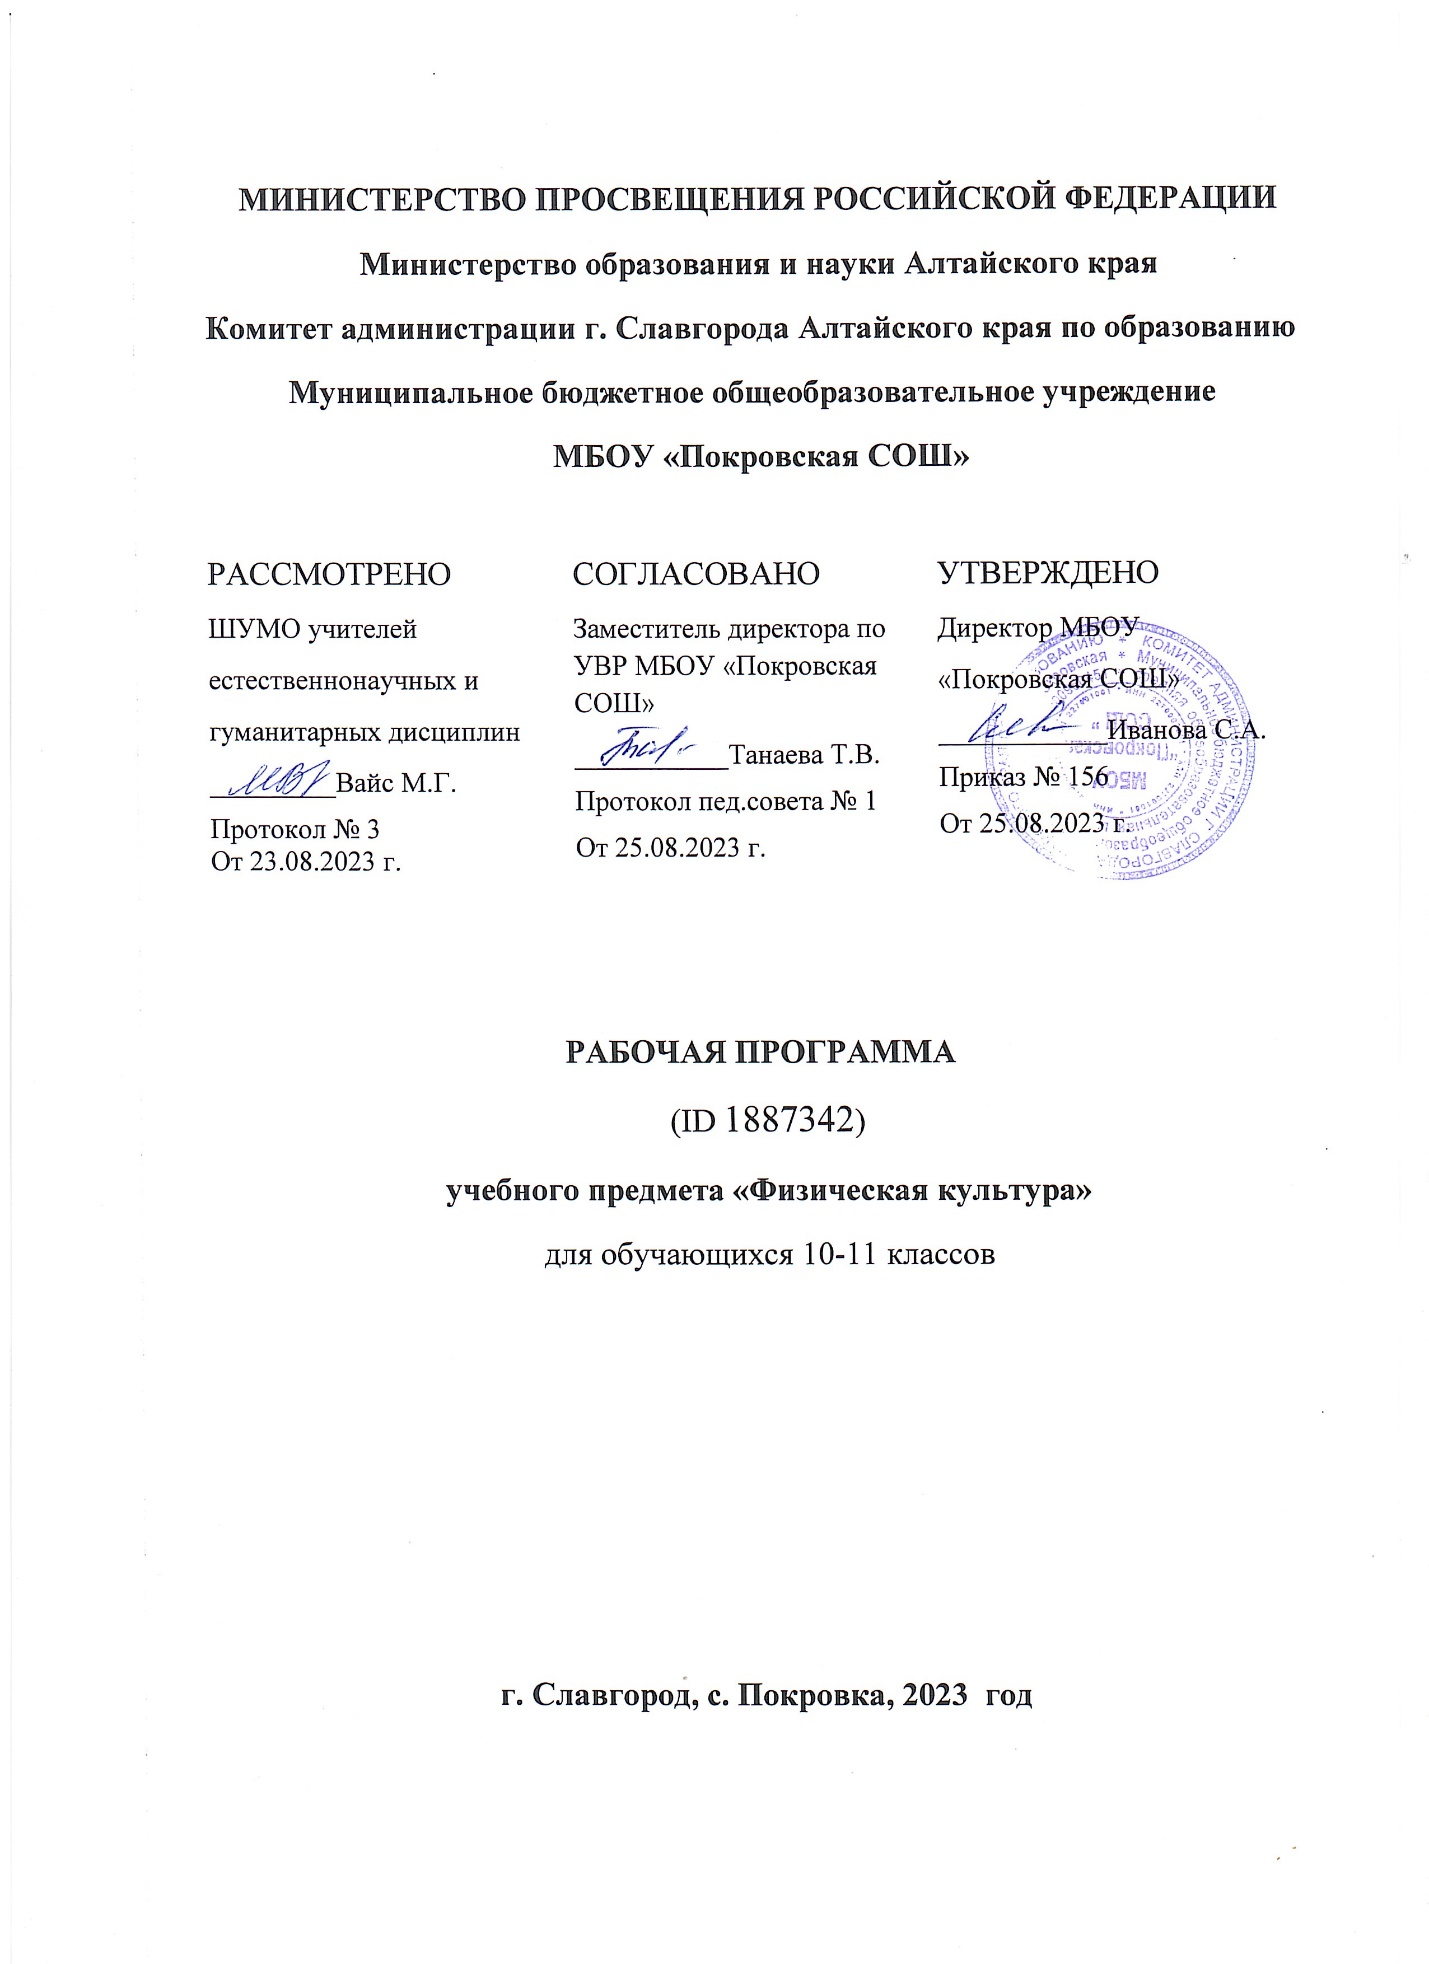 МИНИСТЕРСТВО ПРОСВЕЩЕНИЯ РОССИЙСКОЙ ФЕДЕРАЦИИ
Министерство образования и науки Алтайского края
Комитет администрации г. Славгорода Алтайского края по образованию
Муниципальное бюджетное общеобразовательное учреждение
МБОУ «Покровская СОШ»
РАССМОТРЕНО
ШУМО учителей
естественнонаучных и
гуманитарных дисциплин
Вайс М.Г.
Протокол № 3
От 23.08.2023 г.
СОГЛАСОВАНО
Заместитель директора по
УВР МБОУ «Покровская
СОШ»
Танаева Т.В.
Протокол пед.совета № 1
От 25.08.2023 г.
УТВЕРЖДЕНО
Директор МБОУ
«Покровская СОШ»
Иванова С.А.
Приказ № 156
От 25.08.2023 г.
РАБОЧАЯ ПРОГРАММА
(ID 1887342)
учебного предмета «Физическая культура»
для обучающихся 10-11 классов
г. Славгород, с. Покровка, 2023 год